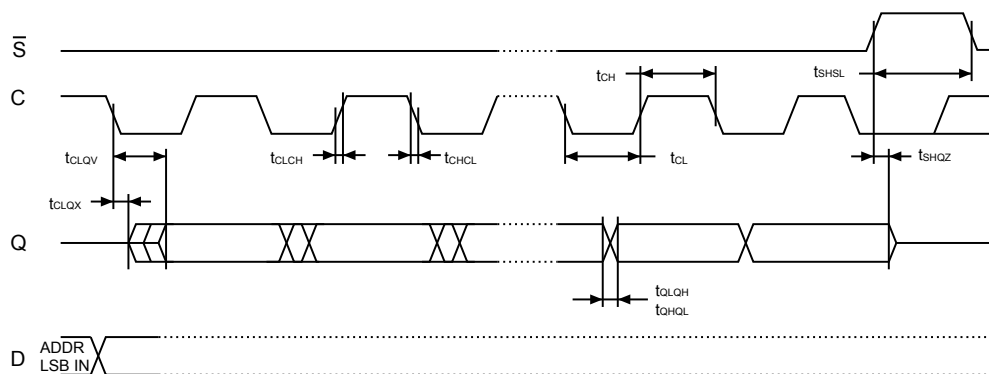 S
C
Q
D
tCH
tSHSL
tCLQV
tCLCH
tCHCL
tCL
tSHQZ
tCLQX
tQLQH
tQHQL
ADDR
LSB IN